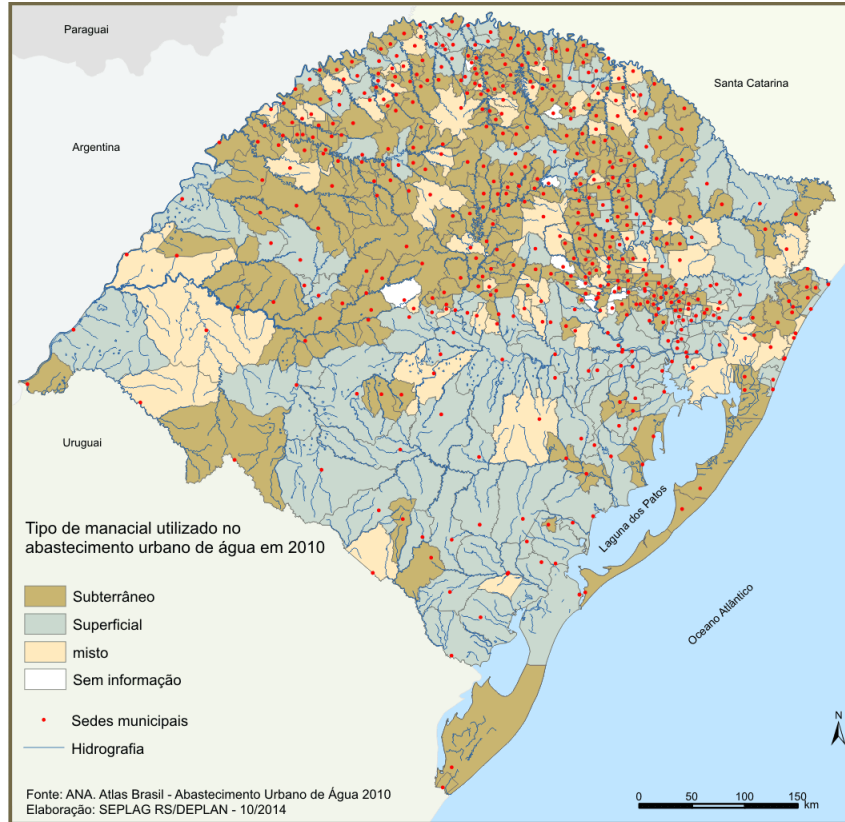 Paraguai
Santa Catarina
Argentina
Uruguai
Laguna dos Patos
Oceano Atlântico
Tipo de manacial utilizado no
abastecimento urbano de água em 2010
Subterrâneo
Superficial
misto
Sem informação
Sedes municipais
Hidrografia
Fonte: ANA. Atlas Brasil - Abastecimento Urbano de Água 2010
Elaboração: SEPLAG RS/DEPLAN - 10/2014
N
0 50 100 150
km